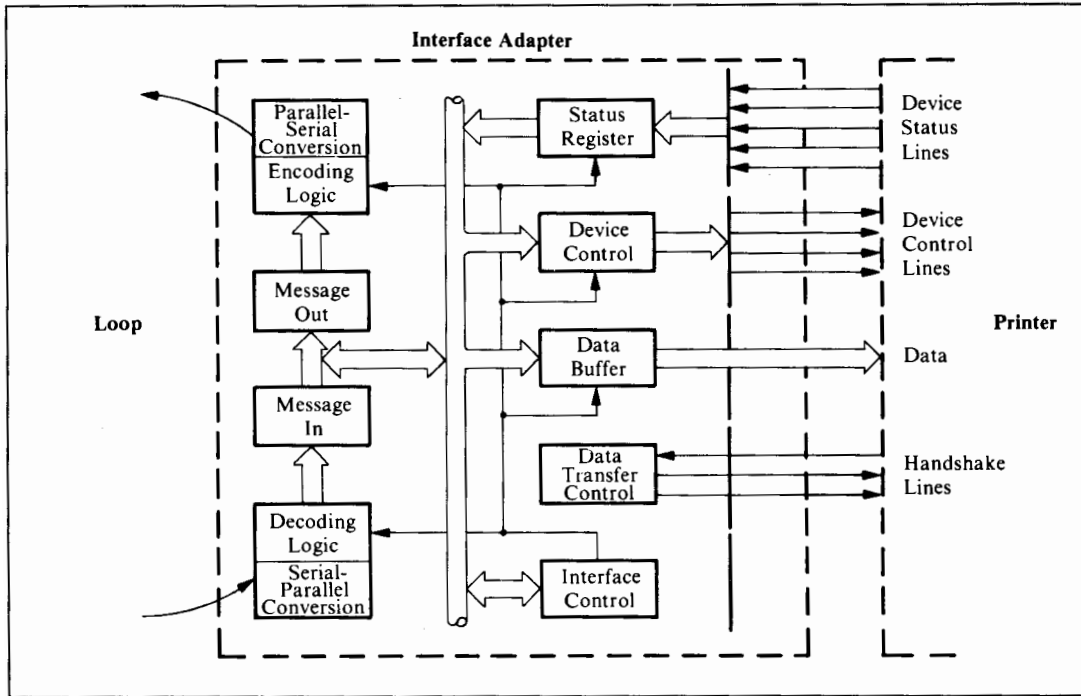 Interface Adapter
Parallel-
Serial
Conversion
Encoding
Logic
Message
Out
Loop
Message
In
Decoding
Logic
Serial-
Parallel
Conversion
Status
Register
Device
Control
Data
Buffer
Data
Transfer
Control
Interface
Control
Device
Status
Lines
Device
Control
Lines
Printer
Data
Handshake
Lines